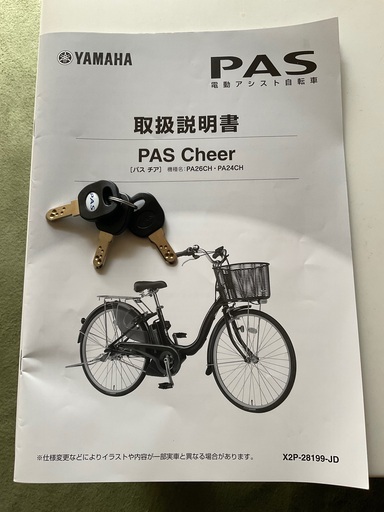 YAMAHA
PAS
電動アシスト自転車
取扱説明書
PAS Cheer
[パス チア] 機種名:PA26CH・PA24CH
PAS
※仕様変更などによりイラストや内容が一部実車と異なる場合があります。
X2P-28199-JD